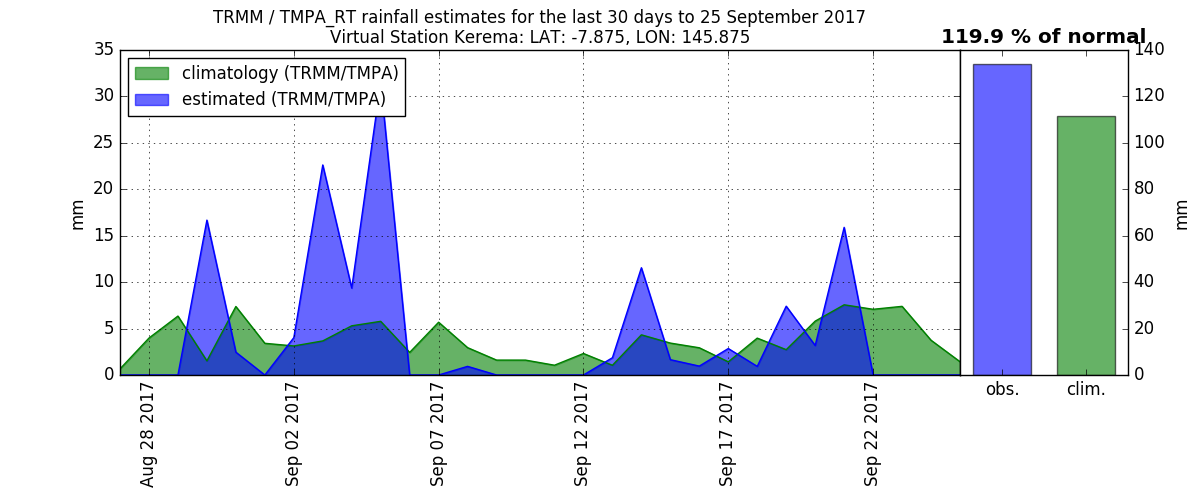 TRMM / TMPA_RT rainfall estimates for the last 30 days to 25 September 2017
Virtual Station Kerema: LAT: -7.875, LON: 145.875
119.9 % of normal
climatology (TRMM/TMPA)
estimated (TRMM/TMPA)
mm
35
30
25
20
15
10
5
0
Aug 28 2017
Sep 02 2017
Sep 07 2017
Sep 12 2017
Sep 17 2017
Sep 22 2017
140
120
100
80
60
40
20
0
mm
obs.
clim.